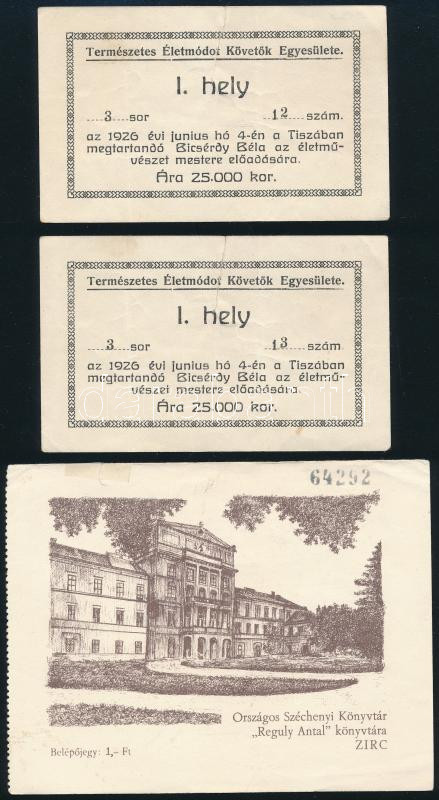 Természetes Életmódot Követők Egyesülete.
I. hely
3 sor 12 szám.
az 1926 évi junius hó 4-én a Tiszában
megtartandó Bicsérdy Béla az életmű-
vészet mestere előadására.
Ára 25.000 kor.
Természetes Életmódot Követők Egyesülete.
I. hely
3 sor 13 szám.
az 1926 évi junius hó 4-én a Tiszában
megtartandó Bicsérdy Béla az életmű-
vészei mestere előadására.
Ára 25.000 kor.
64292
Országos Széchenyi Könyvtár
„Reguly Antal” könyvtára
ZIRC
Belépőjegy: 1,– Ft